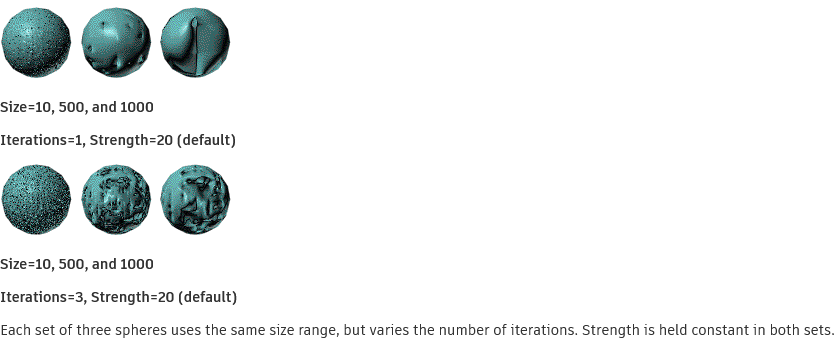 Size=10, 500, and 1000
Iterations=1, Strength=20 (default)
Size=10, 500, and 1000
Iterations=3, Strength=20 (default)
Each set of three spheres uses the same size range, but varies the number of iterations. Strength is held constant in both sets.